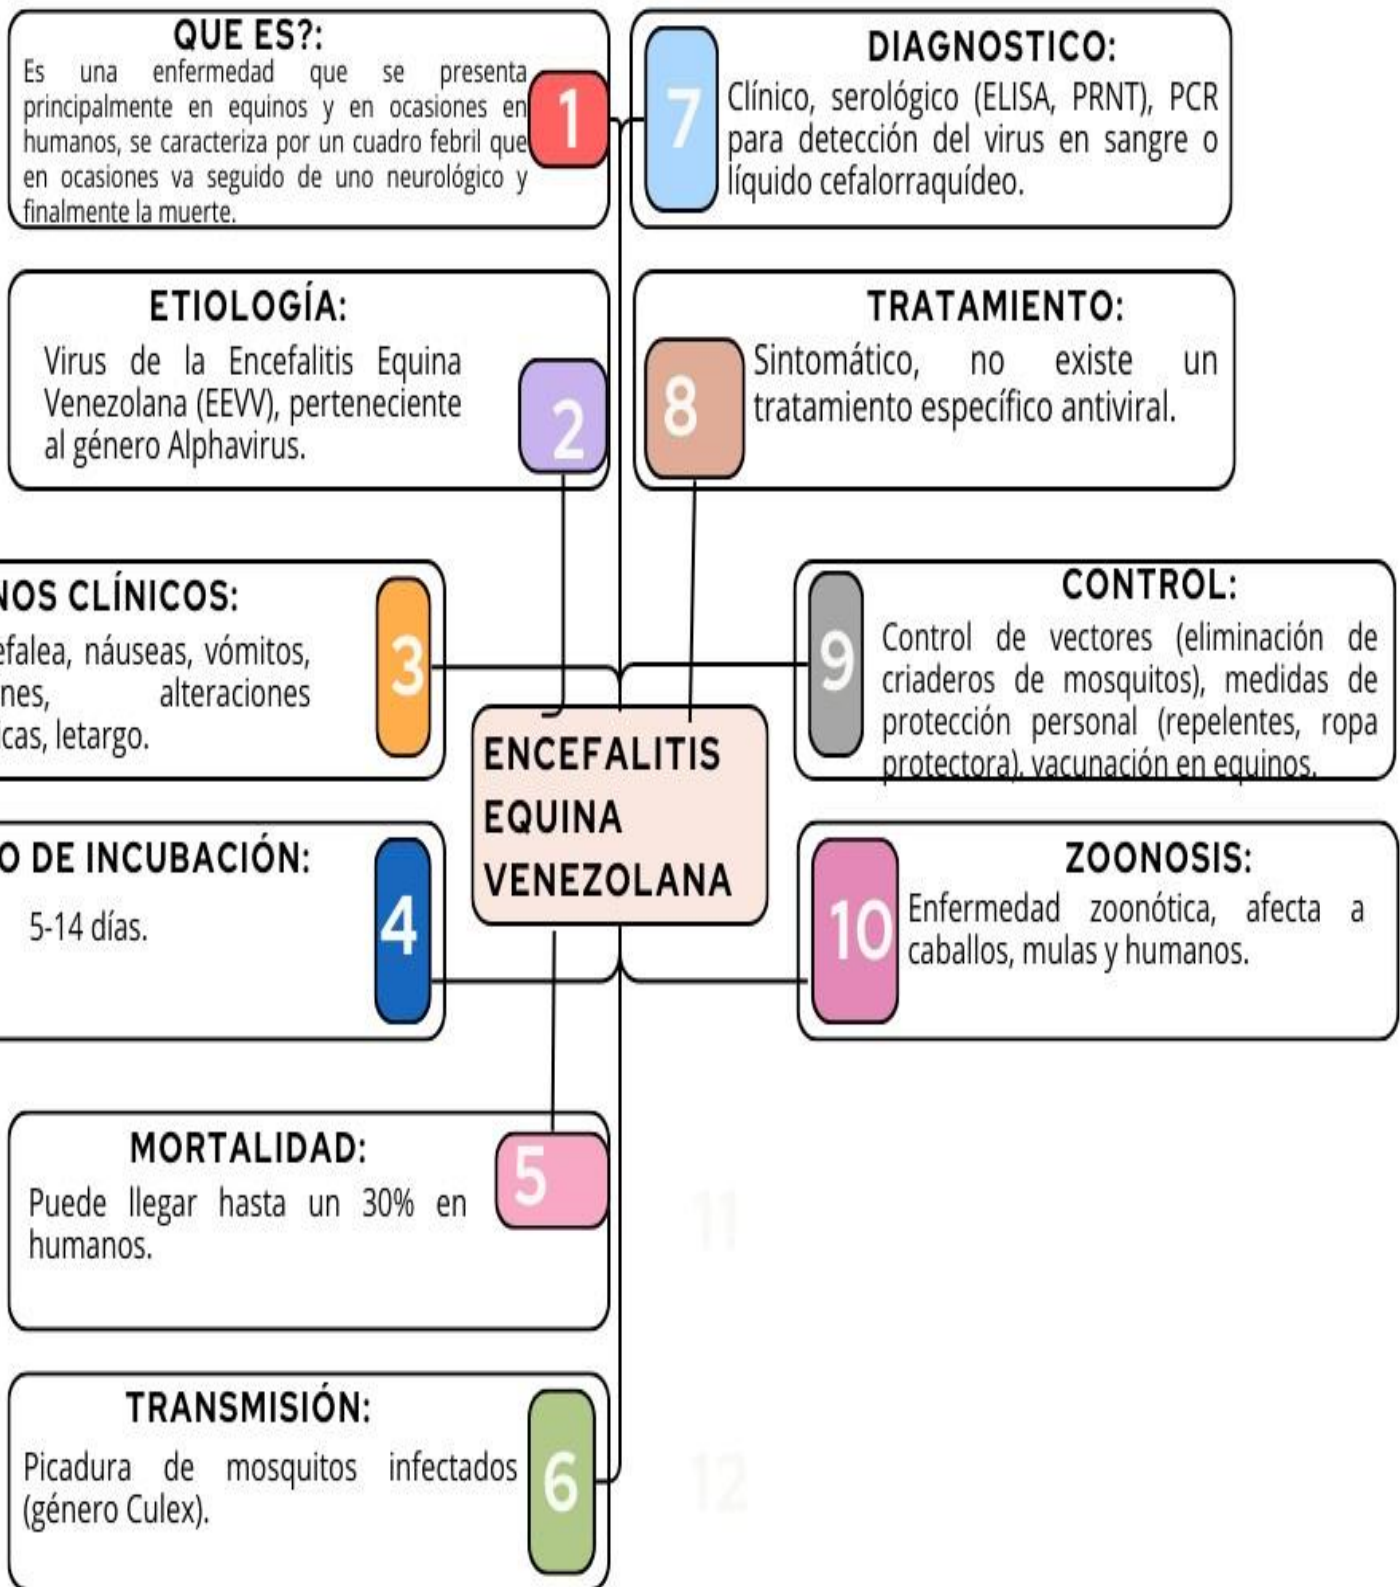 QUE ES?:
Es una enfermedad que se presenta
principalmente en equinos y en ocasiones en
humanos, se caracteriza por un cuadro febril que
en ocasiones va seguido de uno neurológico y
finalmente la muerte.
1
ETIOLOGÍA:
Virus de la Encefalitis Equina
Venezolana (EEVV), perteneciente
al género Alphavirus.
2
NOS CLÍNICOS:
efalea, náuseas, vómitos,
nes, alteraciones
icas, letargo.
3
O DE INCUBACIÓN:
5-14 días.
4
MORTALIDAD:
Puede llegar hasta un 30% en
humanos.
5
TRANSMISIÓN:
Picadura de mosquitos infectados
(género Culex).
6
ENCEFALITIS
EQUINA
VENEZOLANA
7
DIAGNOSTICO:
Clínico, serológico (ELISA, PRNT), PCR
para detección del virus en sangre o
líquido cefalorraquídeo.
8
TRATAMIENTO:
Sintomático, no existe un
tratamiento específico antiviral.
9
CONTROL:
Control de vectores (eliminación de
criaderos de mosquitos), medidas de
protección personal (repelentes, ropa
protectora), vacunación en equinos.
10
ZOONOSIS:
Enfermedad zoonótica, afecta a
caballos, mulas y humanos.
11
12